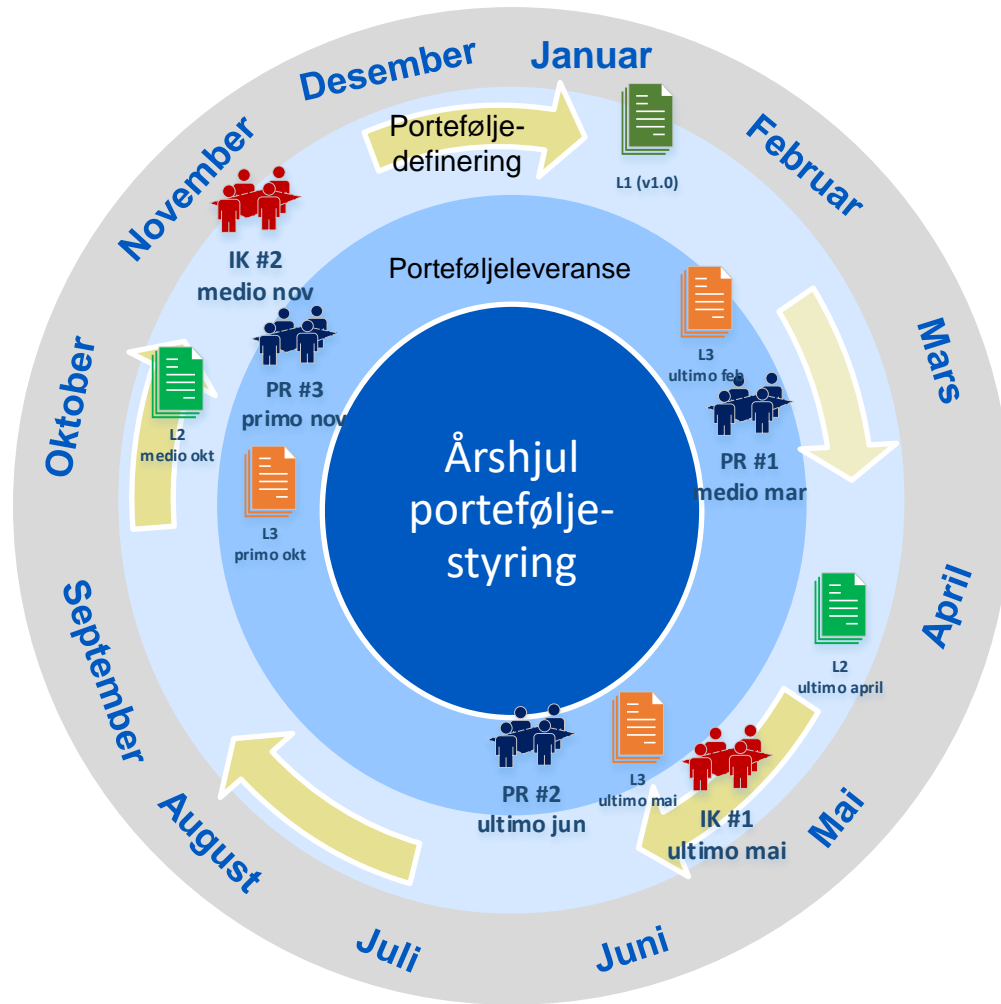 Januar
Februar
Mars
April
Mai
Juni
Juli
August
September
Oktober
November
Desember
Portefølje-
definering
L1 (v1.0)
Porteføljeleveranse
L3
ultimo feb
PR #1
medio mar
L2
ultimo april
IK #1
ultimo mai
L3
ultimo mai
PR #2
ultimo jun
L3
primo okt
L2
medio okt
PR #3
primo nov
IK #2
medio nov
Årshjul
portefølje-
styring